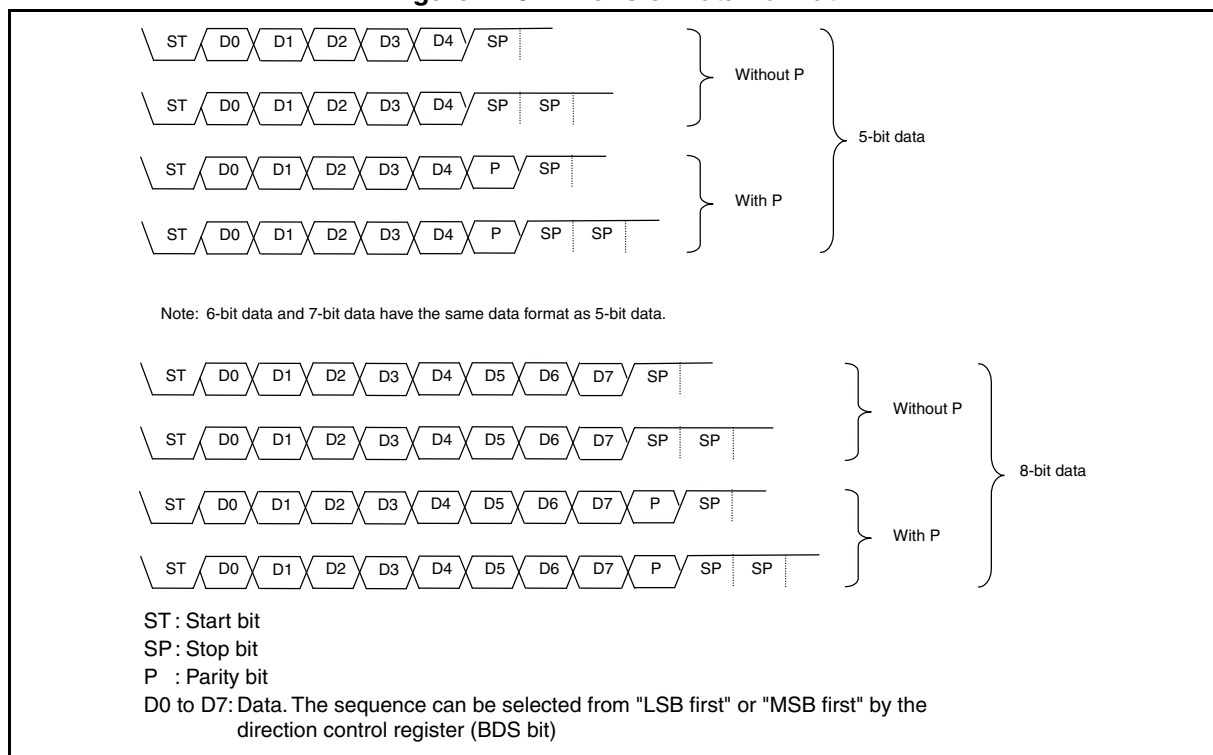 ST D0 D1 D2 D3 D4 SP
Without P
ST D0 D1 D2 D3 D4 SP SP
5-bit data
ST D0 D1 D2 D3 D4 P SP
With P
ST D0 D1 D2 D3 D4 P SP SP
Note: 6-bit data and 7-bit data have the same data format as 5-bit data.
ST D0 D1 D2 D3 D4 D5 D6 D7 SP
Without P
ST D0 D1 D2 D3 D4 D5 D6 D7 SP SP
8-bit data
ST D0 D1 D2 D3 D4 D5 D6 D7 P SP
With P
ST D0 D1 D2 D3 D4 D5 D6 D7 P SP SP
ST : Start bit
SP : Stop bit
P : Parity bit
D0 to D7: Data. The sequence can be selected from "LSB first" or "MSB first" by the
direction control register (BDS bit)